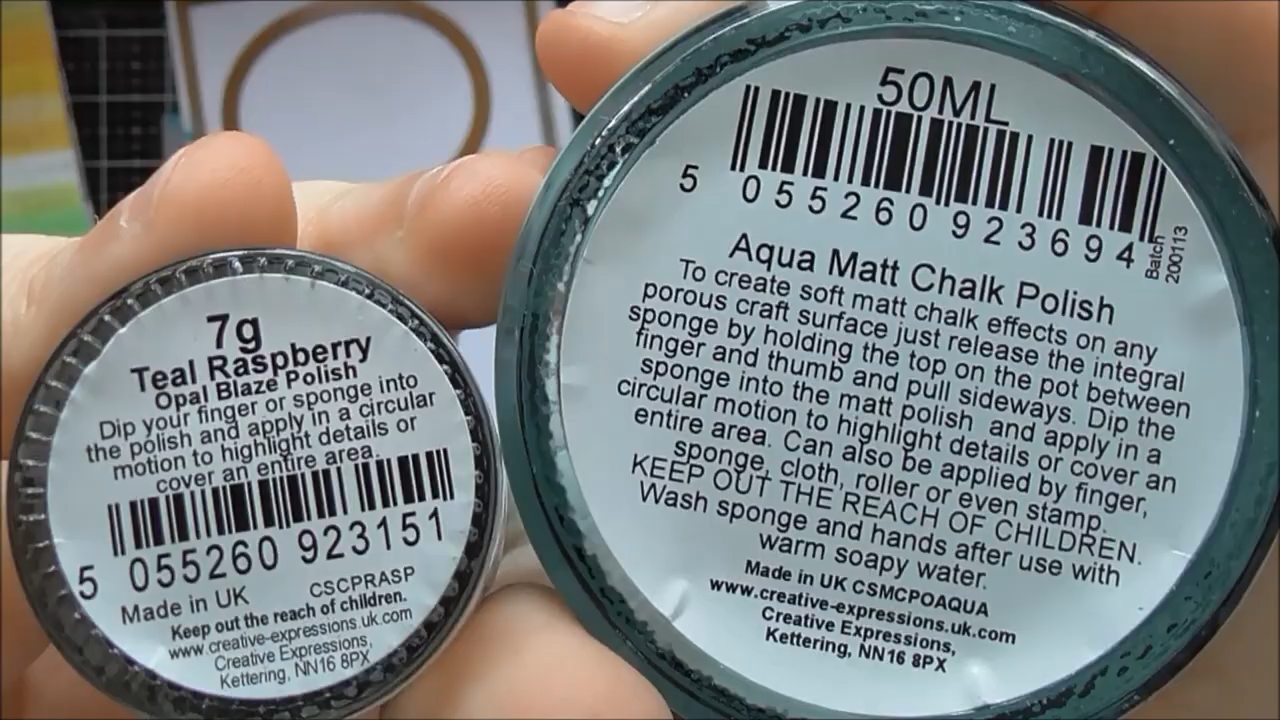 7g
Teal Raspberry
Opal Blaze Polish
Dip your finger or sponge into
the polish and apply in a circular
motion to highlight details or
cover an entire area.
5 055260 923151
Made in UK CSCPRASP
Keep out the reach of children.
www.creative-expressions.uk.com
Creative Expressions,
Kettering, NN16 8PX
50ML
5 055260 923694
Batch
200113
Aqua Matt Chalk Polish
To create soft matt chalk effects on any
porous craft surface just release the integral
sponge by holding the top on the pot between
finger and thumb and pull sideways. Dip the
sponge into the matt polish and apply in a
circular motion to highlight details or cover an
entire area. Can also be applied by finger,
sponge, cloth, roller or even stamp.
KEEP OUT THE REACH OF CHILDREN.
Wash sponge and hands after use with
warm soapy water.
Made in UK CSMCPOAQUA
www.creative-expressions.uk.com
Creative Expressions,
Kettering, NN16 8PX